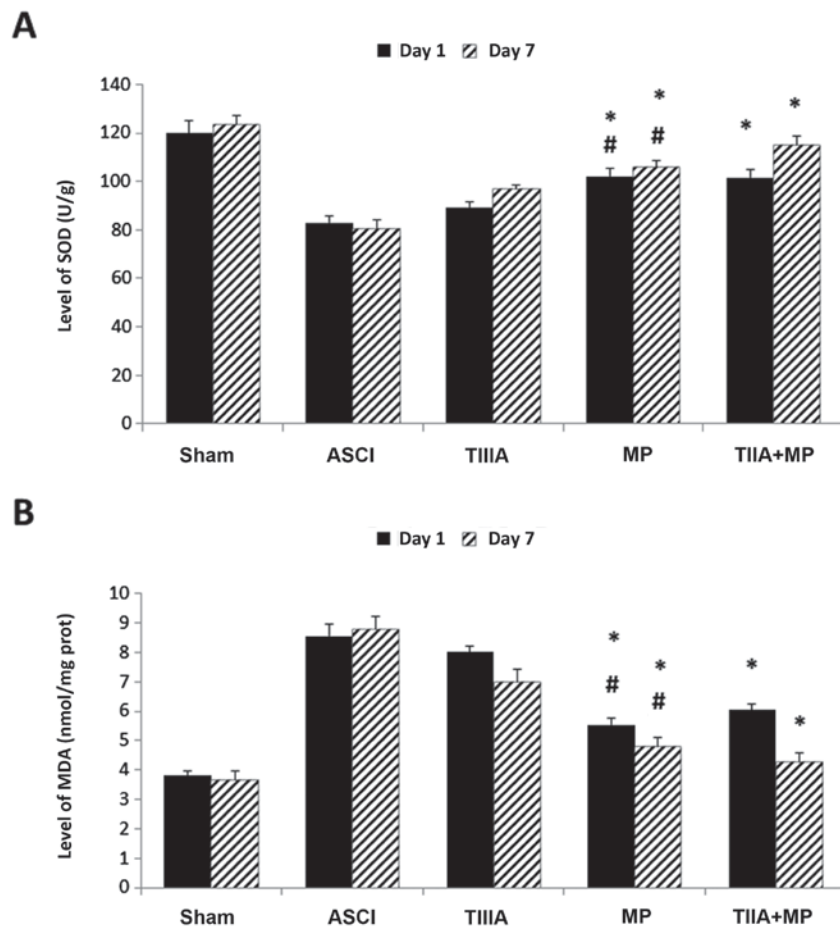 A
Day 1 Day 7
Level of SOD (U/g)
140
120
100
80
60
40
20
0
* * *
* # #
Sham ASCI TIIIA MP TIIA+MP
B
Day 1 Day 7
Level of MDA (nmol/mg prot)
10
9
8
7
6
5
4
3
2
1
0
* * *
# # *
Sham ASCI TIIIA MP TIIA+MP